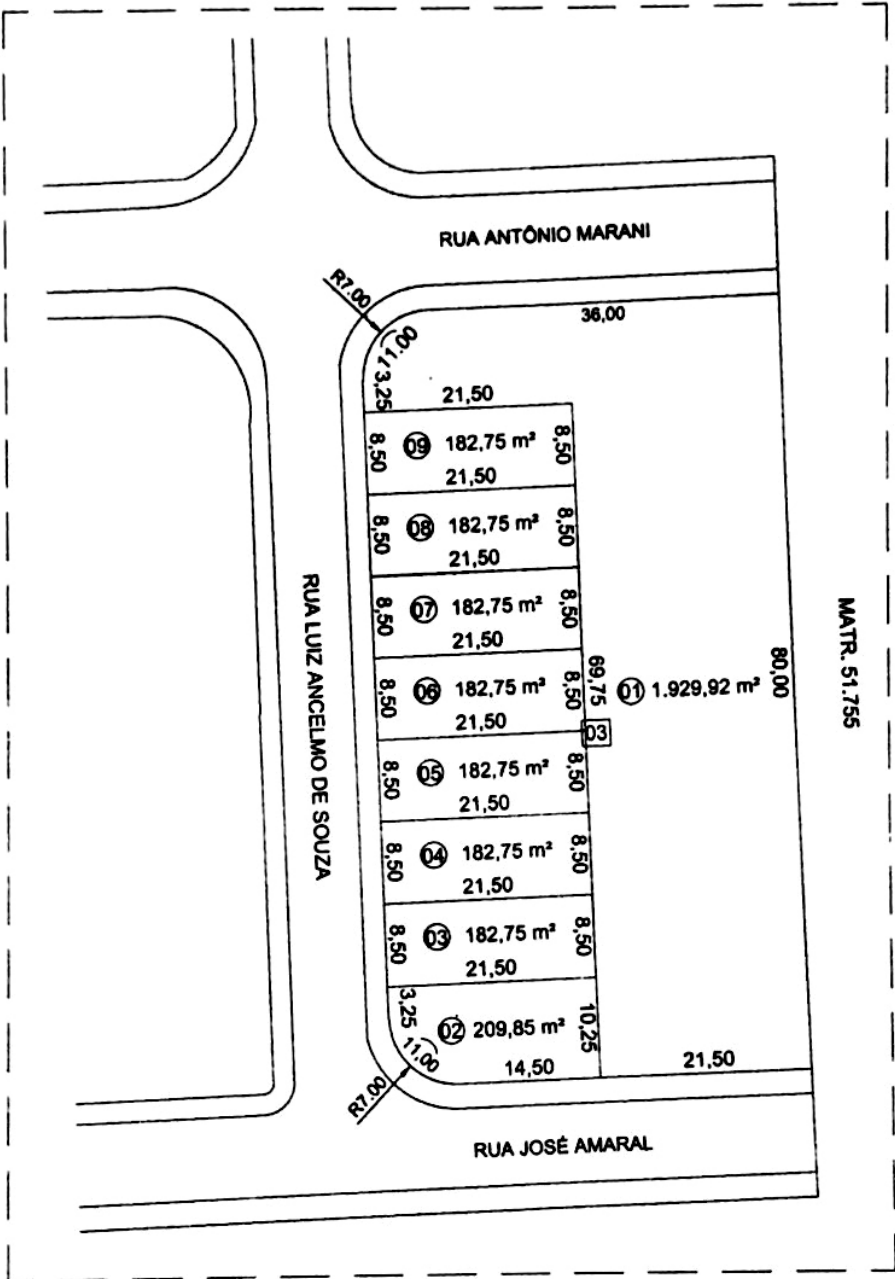 RUA ANTÔNIO MARANI
R7.00
11.00
36,00
3,25
21,50
8,50
09
182,75 m²
8,50
21,50
8,50
08
182,75 m²
8,50
21,50
8,50
07
182,75 m²
8,50
21,50
8,50
06
182,75 m²
8,50
21,50
8,50
05
182,75 m²
8,50
21,50
8,50
04
182,75 m²
8,50
21,50
8,50
03
182,75 m²
8,50
21,50
3,25
02
209,85 m²
10,25
11,00
14,50
R7.00
69,75
03
01
1.929,92 m²
80,00
21,50
RUA LUIZ ANCELMO DE SOUZA
MATR. 51.755
RUA JOSÉ AMARAL